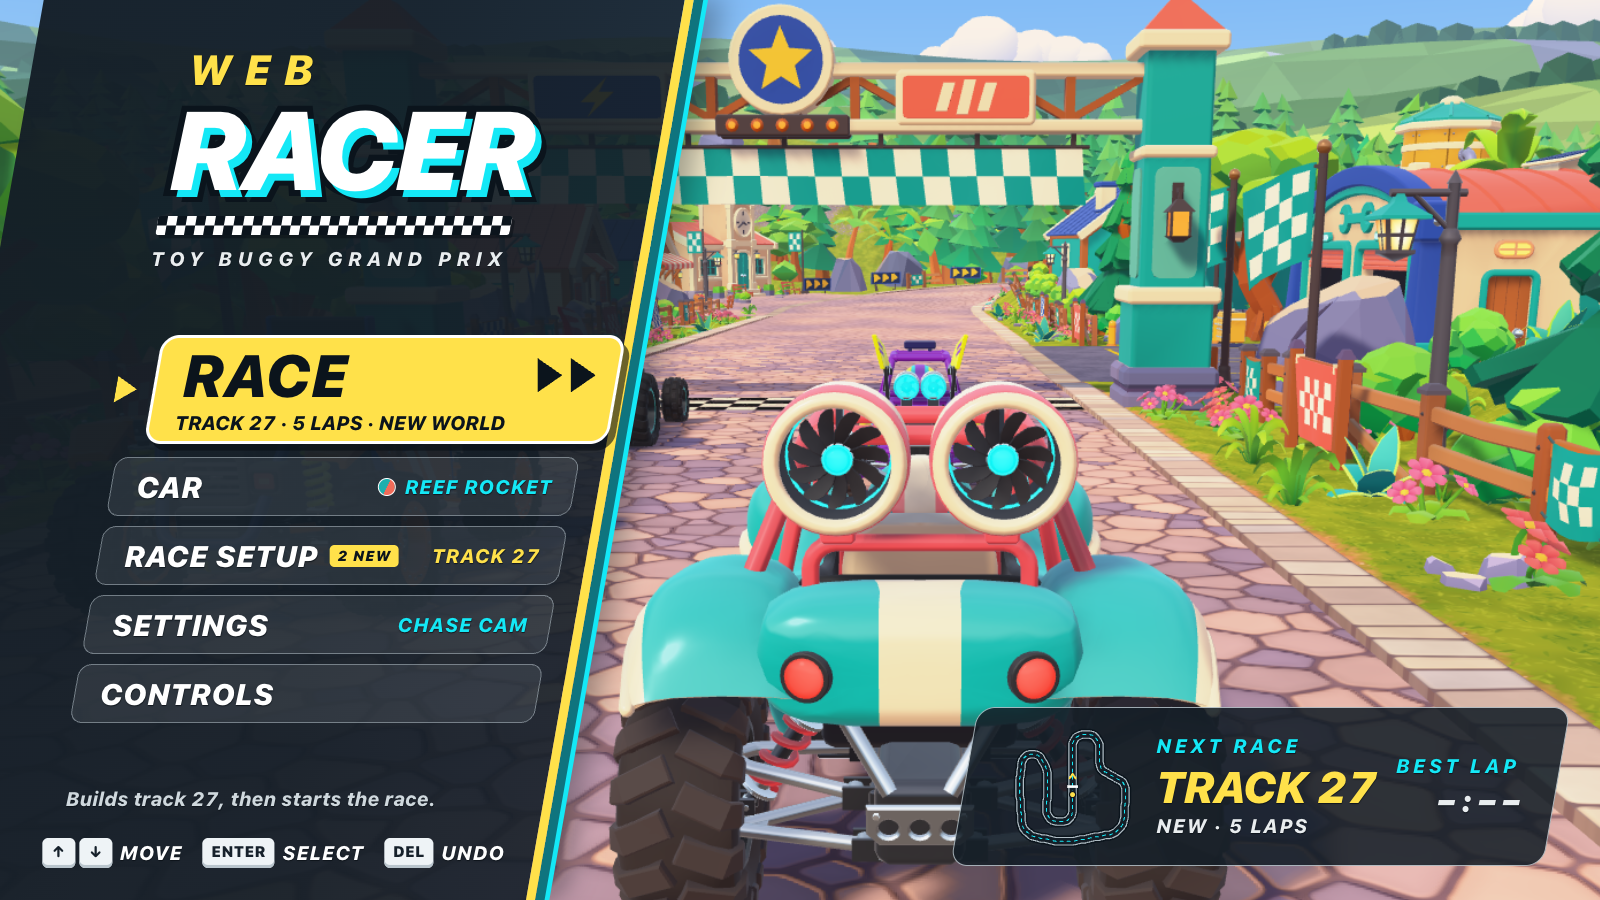 WEB
RACER
TOY BUGGY GRAND PRIX
RACE
TRACK 27 · 5 LAPS · NEW WORLD
CAR REEF ROCKET
RACE SETUP 2 NEW TRACK 27
SETTINGS CHASE CAM
CONTROLS
Builds track 27, then starts the race.
↑ ↓ MOVE ENTER SELECT DEL UNDO
NEXT RACE
TRACK 27
NEW · 5 LAPS
BEST LAP
-:--